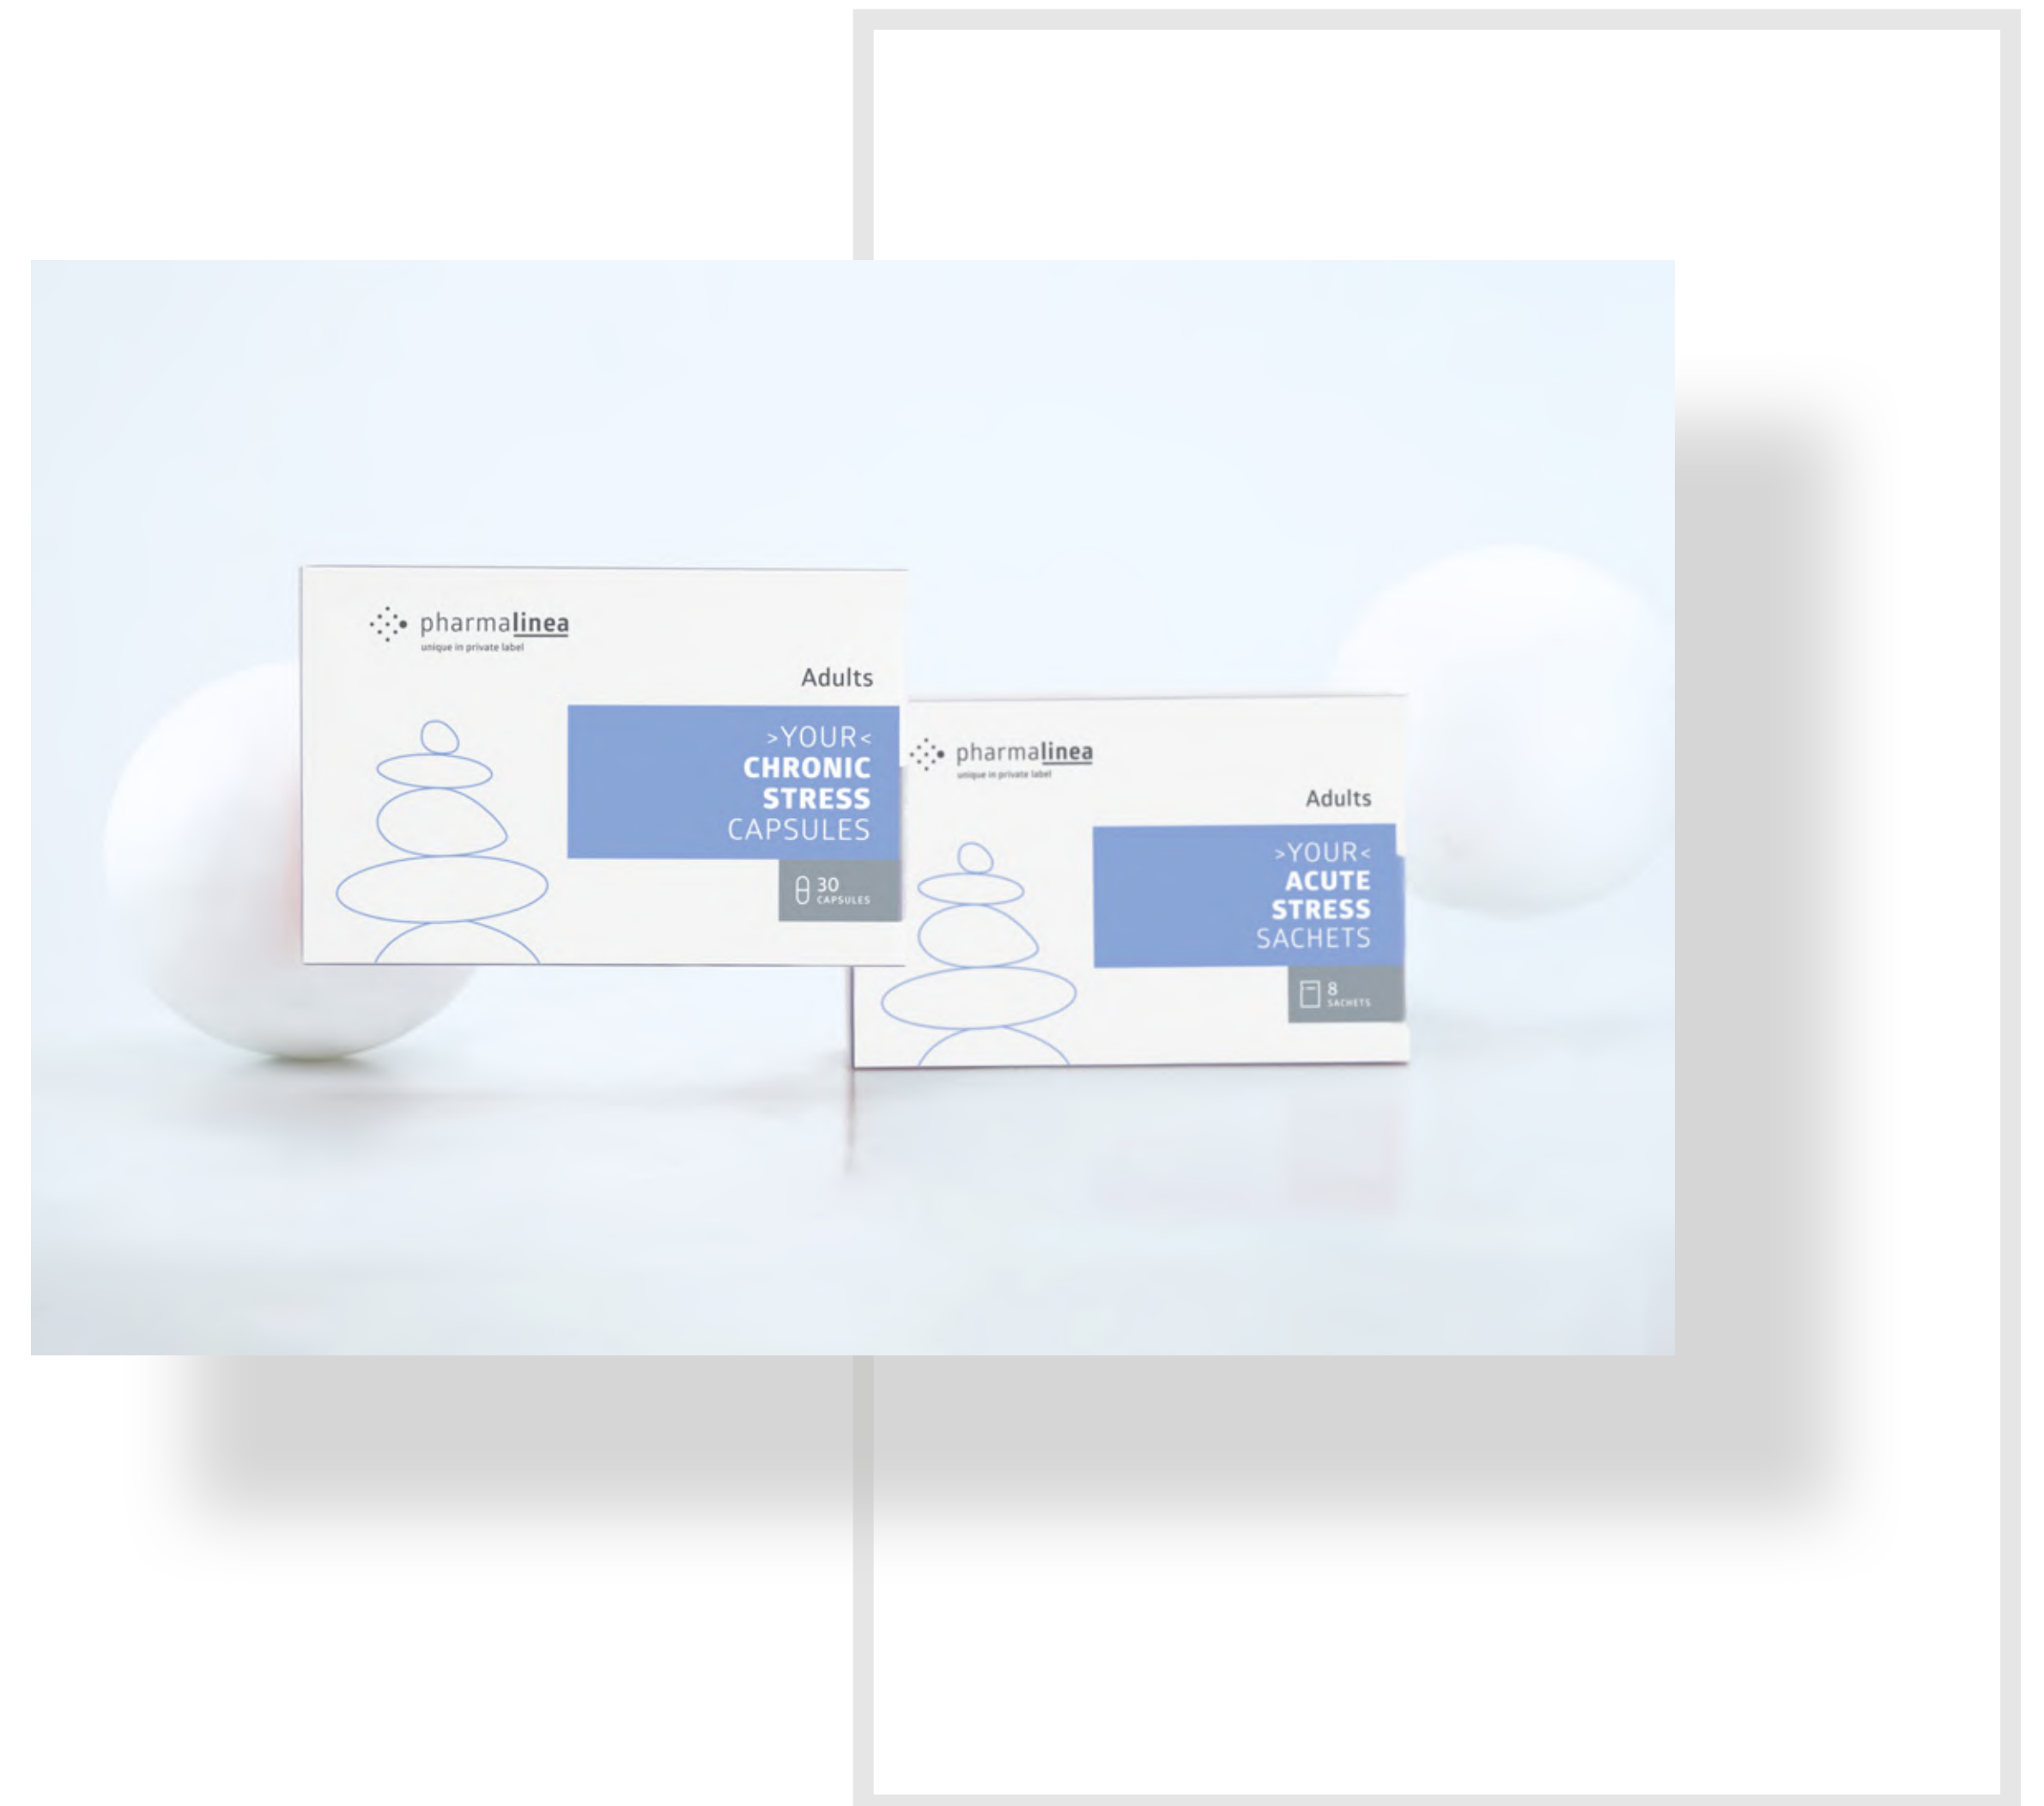 pharmalinea
unique in private label
Adults
>YOUR<
CHRONIC
STRESS
CAPSULES
30
CAPSULES
pharmalinea
unique in private label
Adults
>YOUR<
ACUTE
STRESS
SACHETS
8
SACHETS